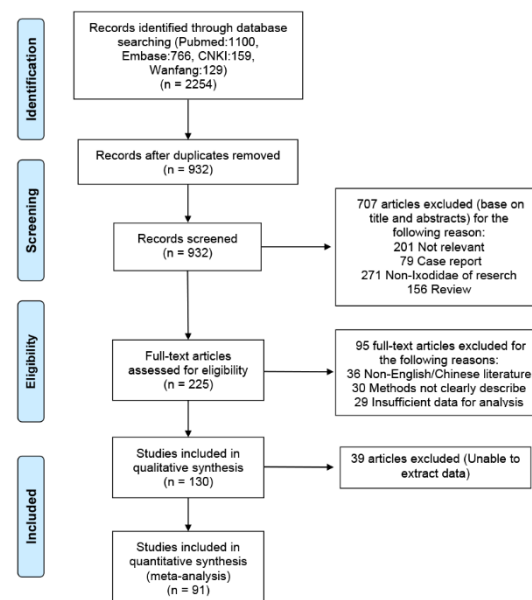 Identification
Records identified through database
searching (Pubmed:1100,
Embase:766, CNKI:159,
Wanfang:129)
(n = 2254)
Records after duplicates removed
(n = 932)
Screening
Records screened
(n = 932)
707 articles excluded (base on
title and abstracts) for the
following reason:
201 Not relevant
79 Case report
271 Non-Ixodidae of reserch
156 Review
Eligibility
Full-text articles
assessed for eligibility
(n = 225)
95 full-text articles excluded for
the following reasons:
36 Non-English/Chinese literature
30 Methods not clearly describe
29 Insufficient data for analysis
Studies included in
qualitative synthesis
(n = 130)
39 articles excluded (Unable to
extract data)
Included
Studies included in
quantitative synthesis
(meta-analysis)
(n = 91)